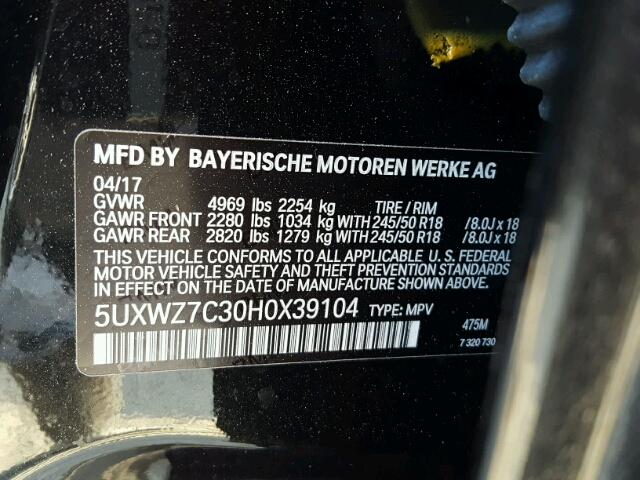 MFD BY BAYERISCHE MOTOREN WERKE AG
04/17
GVWR 4969 lbs 2254 kg TIRE / RIM
GAWR FRONT 2280 lbs 1034 kg WITH 245/50 R18 /8.0J x 18
GAWR REAR 2820 lbs 1279 kg WITH 245/50 R18 /8.0J x 18
THIS VEHICLE CONFORMS TO ALL APPLICABLE U. S. FEDERAL
MOTOR VEHICLE SAFETY AND THEFT PREVENTION STANDARDS
IN EFFECT ON THE DATE OF MANUFACTURE SHOWN ABOVE.
5UXWZ7C30H0X39104 TYPE: MPV
475M
7 320 730